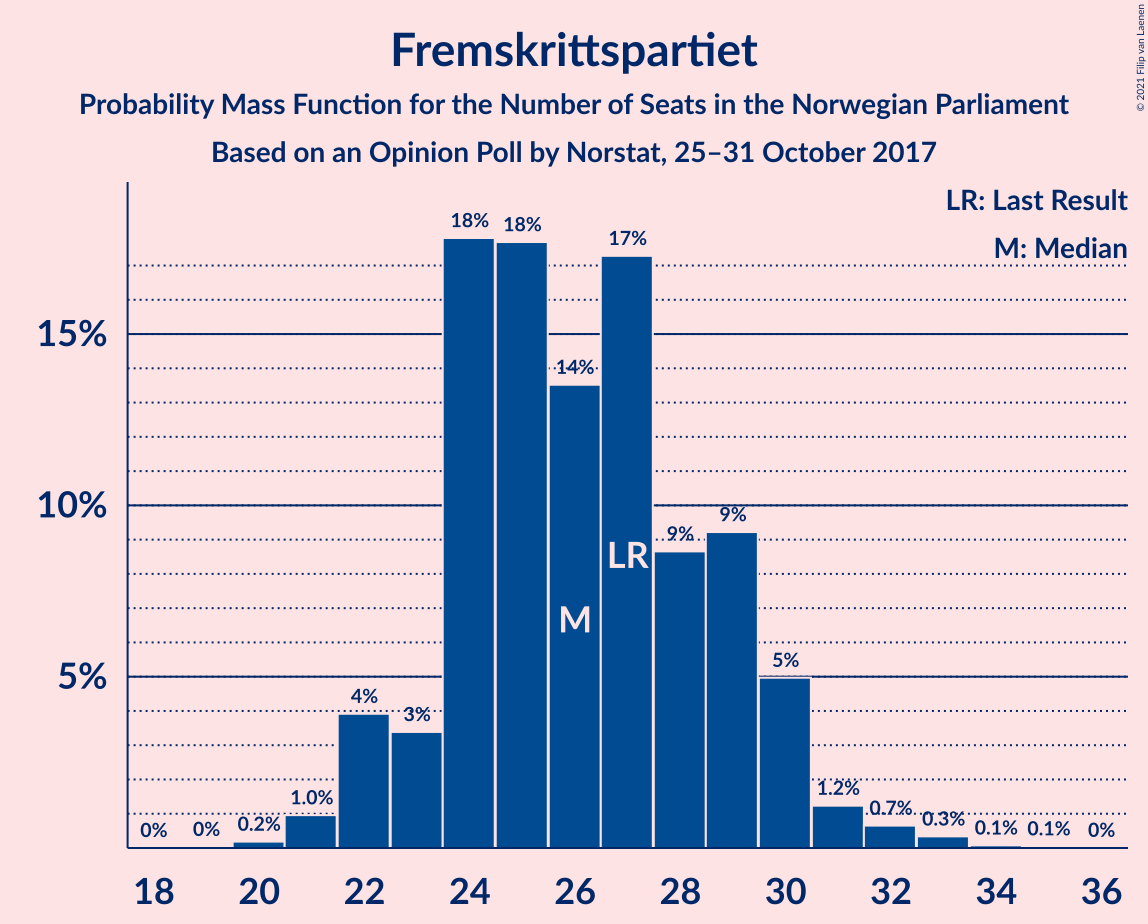 Fremskrittspartiet
Probability Mass Function for the Number of Seats in the Norwegian Parliament
Based on an Opinion Poll by Norstat, 25–31 October 2017
© 2021 Filip van Laenen
LR: Last Result
M: Median
15%
10%
5%
0%
0%
0.2%
1.0%
4%
3%
18%
18%
14%
17%
9%
9%
5%
1.2%
0.7%
0.3%
0.1%
0.1%
0%
LR
M
18 20 22 24 26 28 30 32 34 36